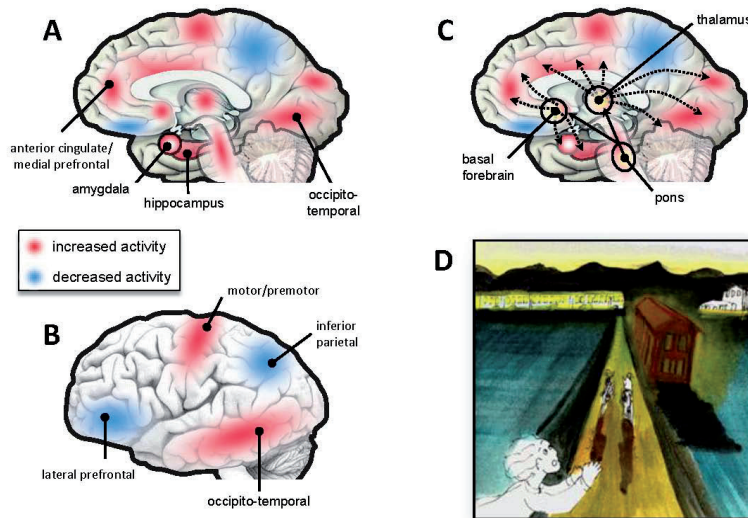 A
anterior cingulate/
medial prefrontal
amygdala
hippocampus
occipito-
temporal
increased activity
decreased activity
B
motor/premotor
inferior
parietal
lateral prefrontal
occipito-temporal
C
thalamus
basal
forebrain
pons
D